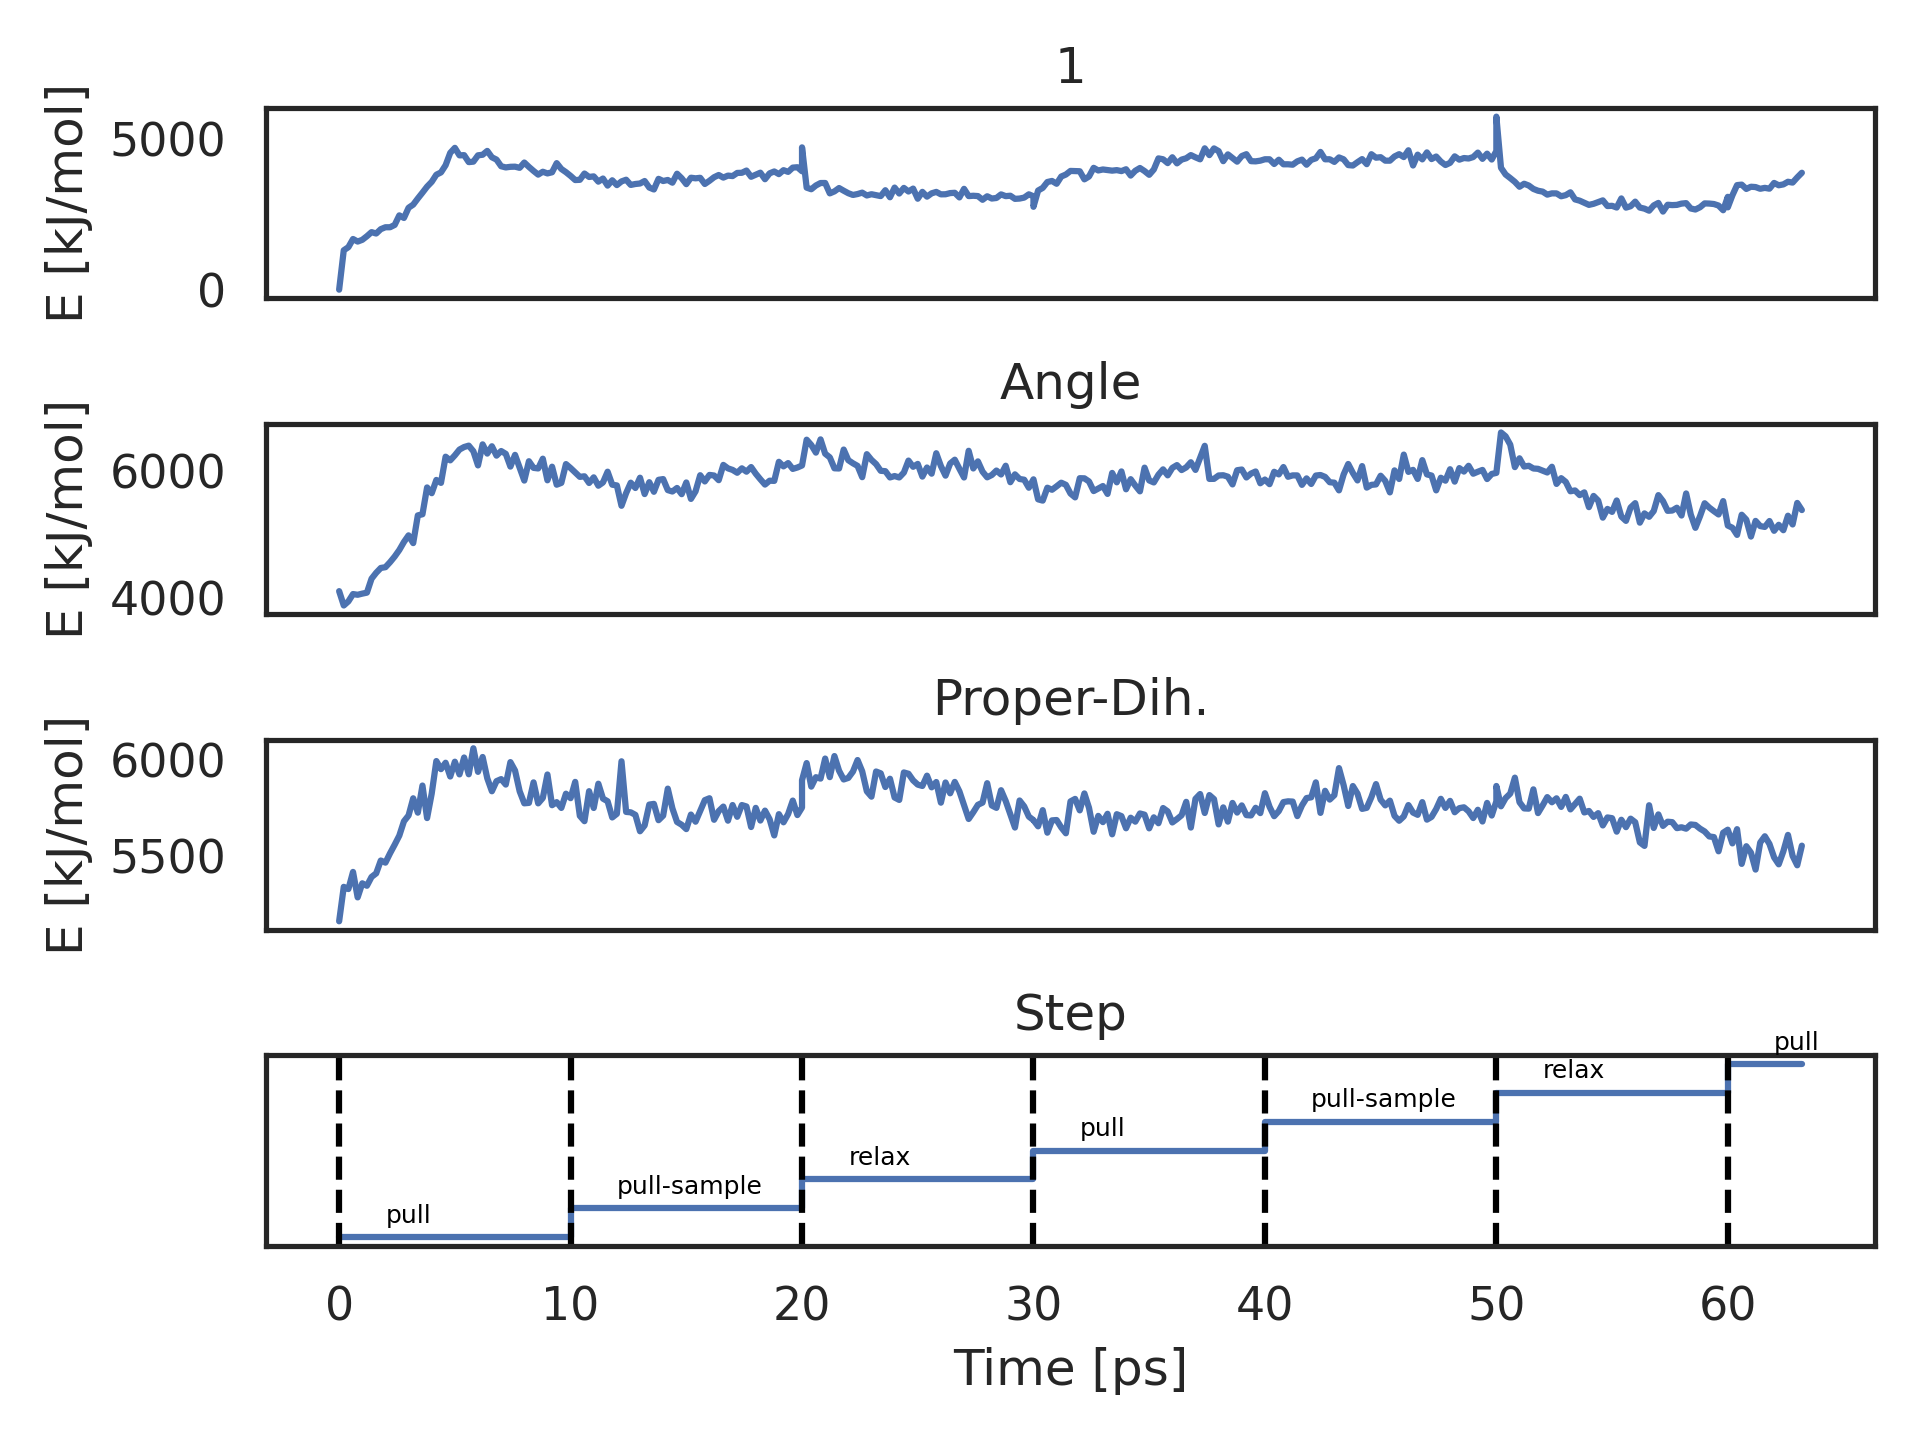 1
E [kJ/mol]
5000
0
Angle
E [kJ/mol]
6000
4000
Proper-Dih.
E [kJ/mol]
6000
5500
Step
pull
relax
pull-sample
pull
relax
pull-sample
pull
0 10 20 30 40 50 60
Time [ps]